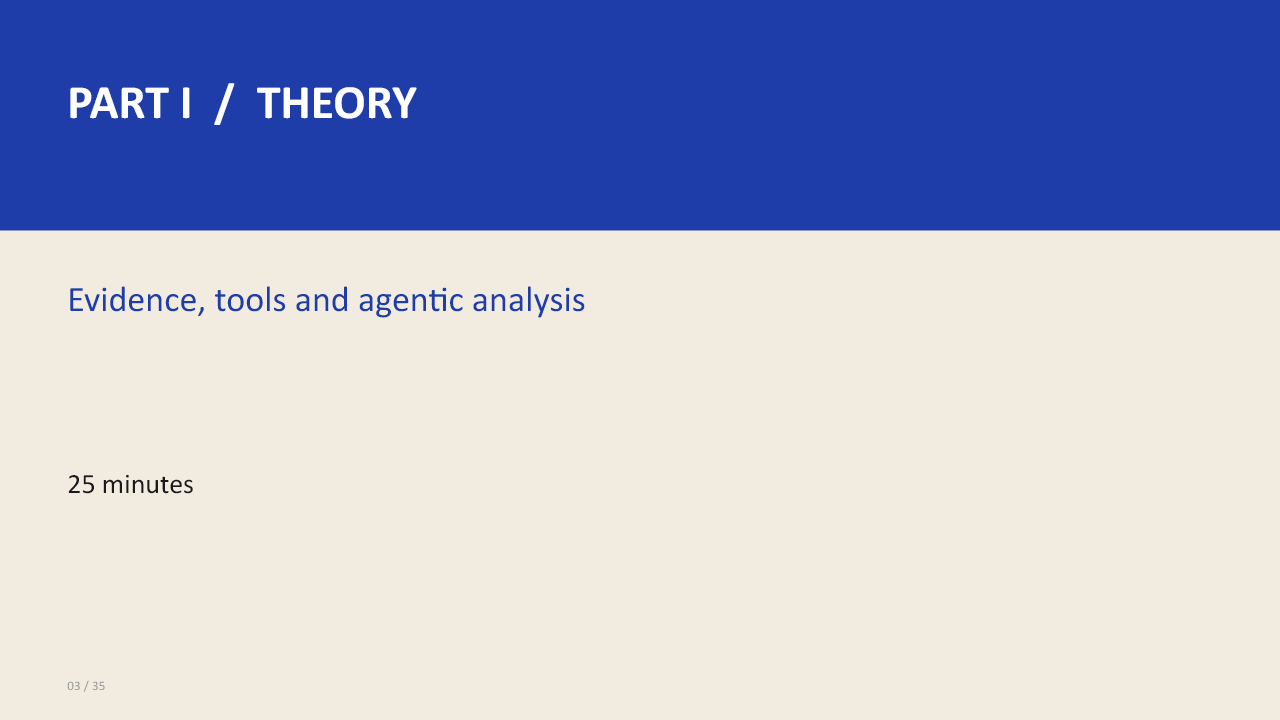 PART I / THEORY
Evidence, tools and agentic analysis
25 minutes
03 / 35